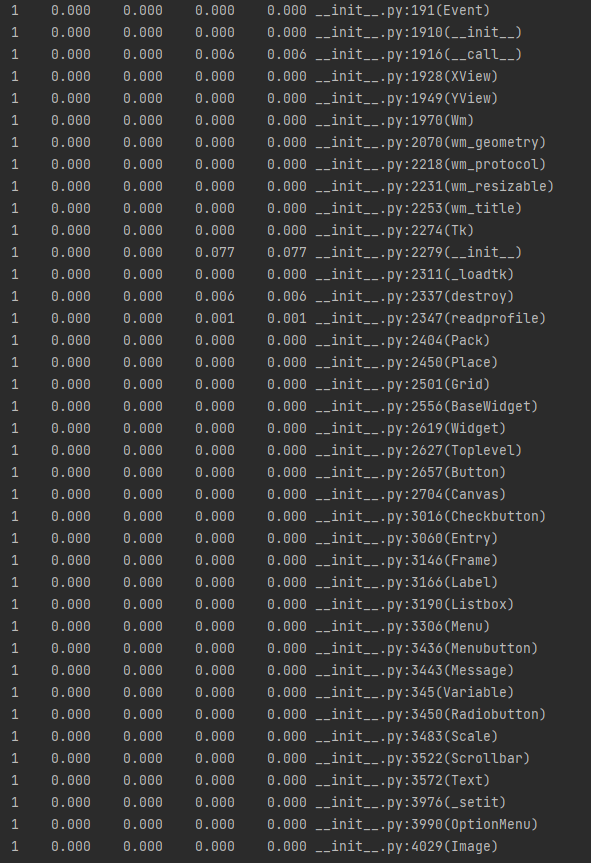 1    0.000    0.000    0.000    0.000 __init__.py:191(Event)
1    0.000    0.000    0.000    0.000 __init__.py:1910(__init__)
1    0.000    0.000    0.006    0.006 __init__.py:1916(__call__)
1    0.000    0.000    0.000    0.000 __init__.py:1928(XView)
1    0.000    0.000    0.000    0.000 __init__.py:1949(YView)
1    0.000    0.000    0.000    0.000 __init__.py:1970(Wm)
1    0.000    0.000    0.000    0.000 __init__.py:2070(wm_geometry)
1    0.000    0.000    0.000    0.000 __init__.py:2218(wm_protocol)
1    0.000    0.000    0.000    0.000 __init__.py:2231(wm_resizable)
1    0.000    0.000    0.000    0.000 __init__.py:2253(wm_title)
1    0.000    0.000    0.000    0.000 __init__.py:2274(Tk)
1    0.000    0.000    0.077    0.077 __init__.py:2279(__init__)
1    0.000    0.000    0.000    0.000 __init__.py:2311(_loadtk)
1    0.000    0.000    0.006    0.006 __init__.py:2337(destroy)
1    0.000    0.000    0.001    0.001 __init__.py:2347(readprofile)
1    0.000    0.000    0.000    0.000 __init__.py:2404(Pack)
1    0.000    0.000    0.000    0.000 __init__.py:2450(Place)
1    0.000    0.000    0.000    0.000 __init__.py:2501(Grid)
1    0.000    0.000    0.000    0.000 __init__.py:2556(BaseWidget)
1    0.000    0.000    0.000    0.000 __init__.py:2619(Widget)
1    0.000    0.000    0.000    0.000 __init__.py:2627(Toplevel)
1    0.000    0.000    0.000    0.000 __init__.py:2657(Button)
1    0.000    0.000    0.000    0.000 __init__.py:2704(Canvas)
1    0.000    0.000    0.000    0.000 __init__.py:3016(Checkbutton)
1    0.000    0.000    0.000    0.000 __init__.py:3060(Entry)
1    0.000    0.000    0.000    0.000 __init__.py:3146(Frame)
1    0.000    0.000    0.000    0.000 __init__.py:3166(Label)
1    0.000    0.000    0.000    0.000 __init__.py:3190(Listbox)
1    0.000    0.000    0.000    0.000 __init__.py:3306(Menu)
1    0.000    0.000    0.000    0.000 __init__.py:3436(Menubutton)
1    0.000    0.000    0.000    0.000 __init__.py:3443(Message)
1    0.000    0.000    0.000    0.000 __init__.py:345(Variable)
1    0.000    0.000    0.000    0.000 __init__.py:3450(Radiobutton)
1    0.000    0.000    0.000    0.000 __init__.py:3483(Scale)
1    0.000    0.000    0.000    0.000 __init__.py:3522(Scrollbar)
1    0.000    0.000    0.000    0.000 __init__.py:3572(Text)
1    0.000    0.000    0.000    0.000 __init__.py:3976(_setit)
1    0.000    0.000    0.000    0.000 __init__.py:3990(OptionMenu)
1    0.000    0.000    0.000    0.000 __init__.py:4029(Image)